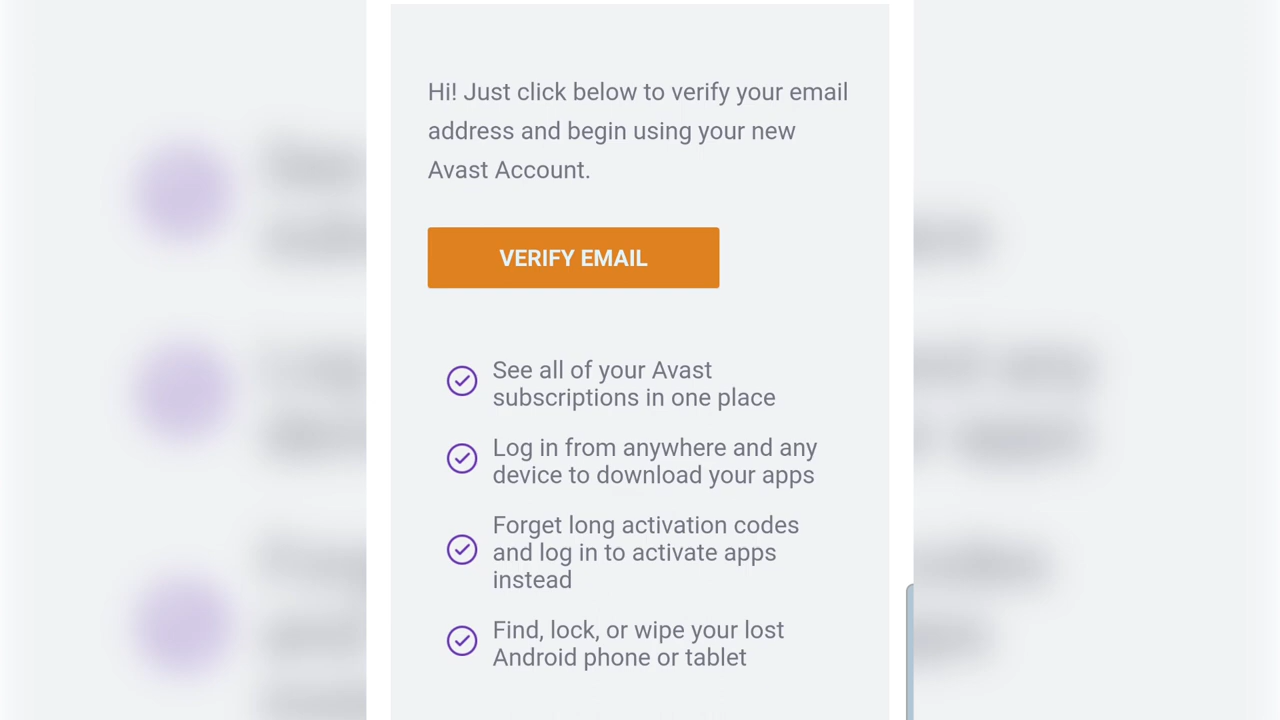 Hi! Just click below to verify your email
address and begin using your new
Avast Account.
VERIFY EMAIL
See all of your Avast
subscriptions in one place
Log in from anywhere and any
device to download your apps
Forget long activation codes
and log in to activate apps
instead
Find, lock, or wipe your lost
Android phone or tablet